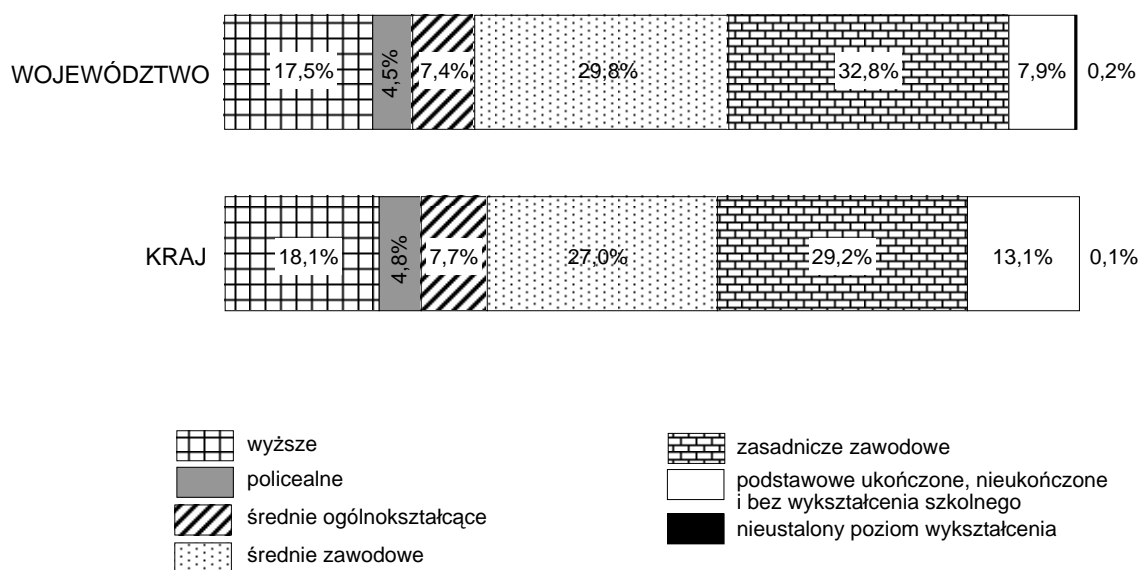 WOJEWÓDZTWO 17,5% 4,5% 7,4% 29,8% 32,8% 7,9% 0,2%
KRAJ 18,1% 4,8% 7,7% 27,0% 29,2% 13,1% 0,1%
wyższe
policealne
średnie ogólnokształcące
średnie zawodowe
zasadnicze zawodowe
podstawowe ukończone, nieukończone
i bez wykształcenia szkolnego
nieustalony poziom wykształcenia